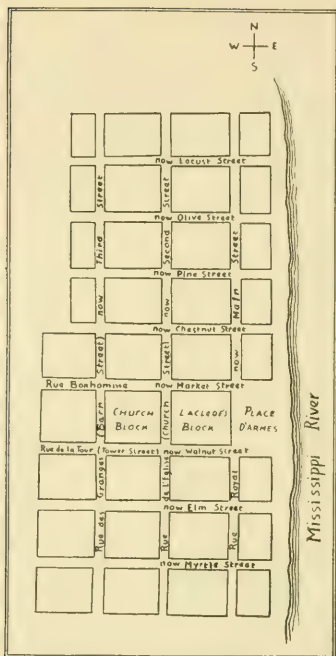 N
W E
S
now Locust Street
now Olive Street
now Pine Street
now Chestnut Street
Rue Bonhomme now Market Street
CHURCH BLOCK
LACLEDE'S BLOCK
PLACE D'ARMES
Rue de la Tour (Tower Street) now Walnut Street
now Elm Street
now Myrtle Street
Rue des Granges (Barn Street) now Third Street
Rue de l'Eglise (Church Street) now Second Street
Rue Royal now Main Street
Mississippi River